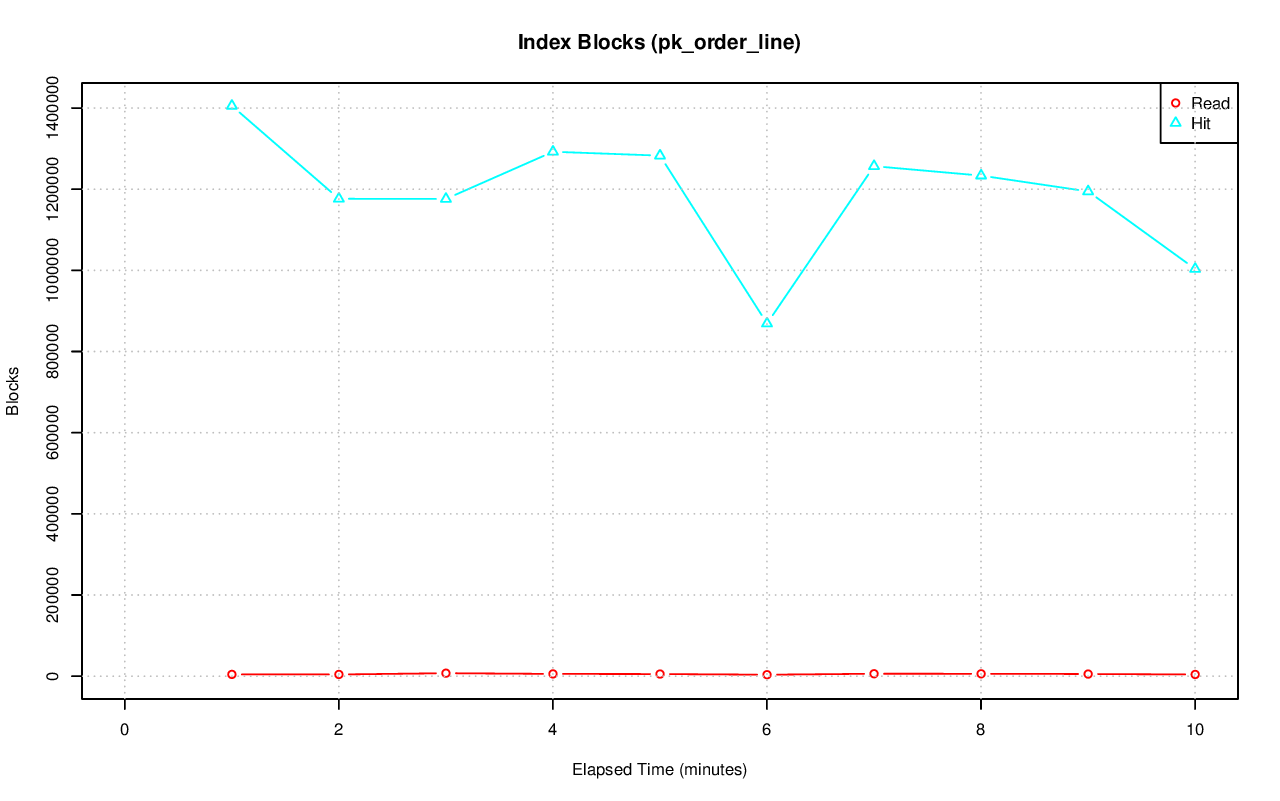 Index Blocks (pk_order_line)
Read
Hit
1400000
1200000
1000000
800000
600000
400000
200000
0
Blocks
0 2 4 6 8 10
Elapsed Time (minutes)